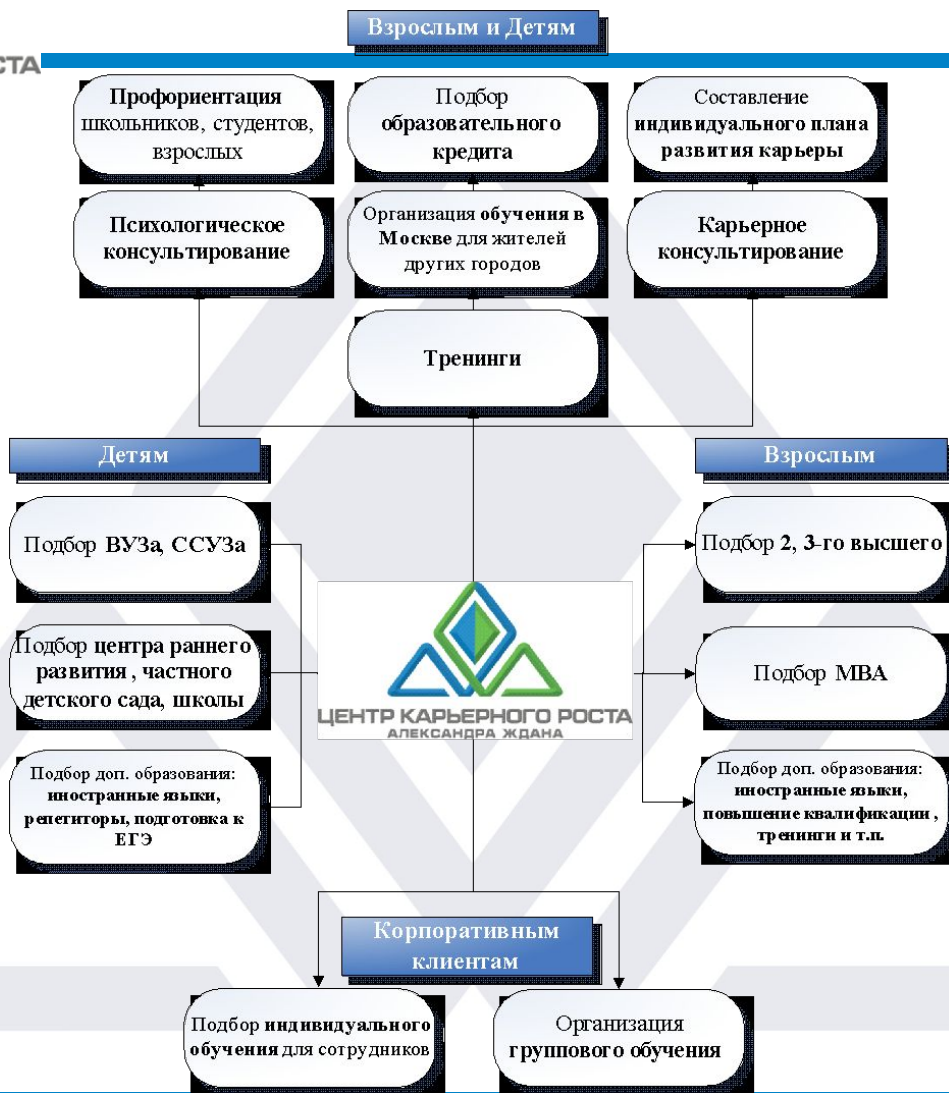 Взрослым и Детям
СТА
Профориентация
школьников, студентов,
взрослых
Подбор
образовательного
кредита
Составление
индивидуального плана
развития карьеры
Психологическое
консультирование
Организация обучения в
Москве для жителей
других городов
Карьерное
консультирование
Тренинги
Детям
Взрослым
Подбор ВУЗа, ССУЗа
Подбор 2, 3-го высшего
Подбор центра раннего
развития , частного
детского сада, школы
Подбор МВА
ЦЕНТР КАРЬЕРНОГО РОСТА
АЛЕКСАНДРА ЖДАНА
Подбор доп. образования:
иностранные языки,
репетиторы, подготовка к
ЕГЭ
Подбор доп. образования:
иностранные языки,
повышение квалификации ,
тренинги и т.п.
Корпоративным
клиентам
Подбор индивидуального
обучения для сотрудников
Организация
группового обучения